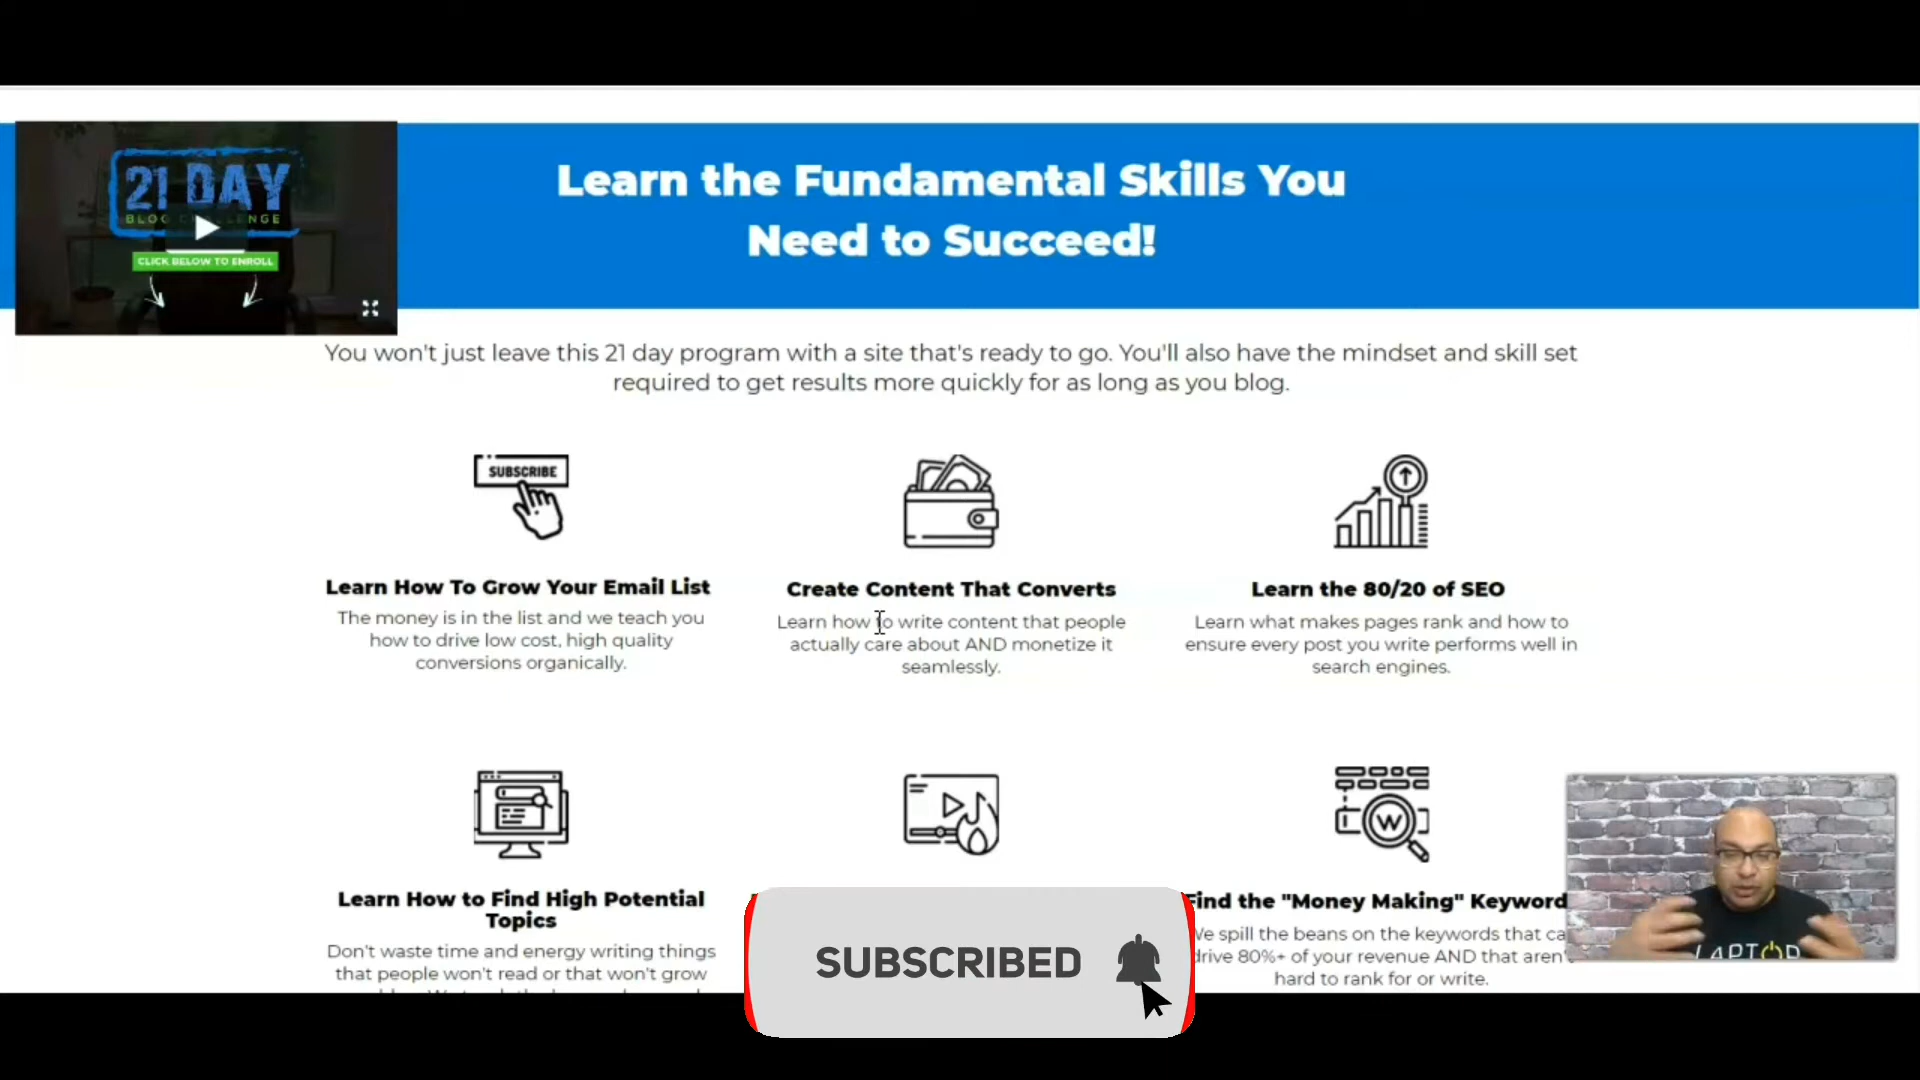 21 DAY
BLOG CHALLENGE
CLICK BELOW TO ENROLL
Learn the Fundamental Skills You
Need to Succeed!
You won't just leave this 21 day program with a site that's ready to go. You'll also have the mindset and skill set
required to get results more quickly for as long as you blog.
SUBSCRIBE
Learn How To Grow Your Email List
The money is in the list and we teach you
how to drive low cost, high quality
conversions organically.
Create Content That Converts
Learn how to write content that people
actually care about AND monetize it
seamlessly.
Learn the 80/20 of SEO
Learn what makes pages rank and how to
ensure every post you write performs well in
search engines.
Learn How to Find High Potential
Topics
Don't waste time and energy writing things
that people won't read or that won't grow
W
Find the "Money Making" Keyword
We spill the beans on the keywords that ca
drive 80%+ of your revenue AND that aren't
hard to rank for or write.
SUBSCRIBED
LAPTOP